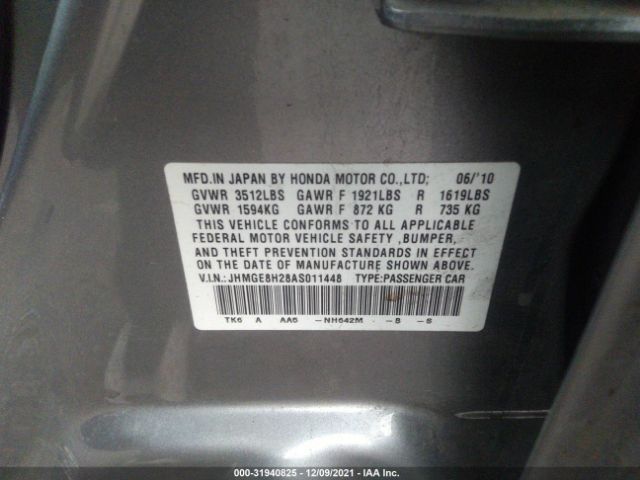 MFD.IN JAPAN BY HONDA MOTOR CO.,LTD; 06/'10
GVWR 3512LBS GAWR F 1921LBS R 1619LBS
GVWR 1594KG GAWR F 872 KG R 735 KG
THIS VEHICLE CONFORMS TO ALL APPLICABLE
FEDERAL MOTOR VEHICLE SAFETY ,BUMPER,
AND THEFT PREVENTION STANDARDS IN EFFECT
ON THE DATE OF MANUFACTURE SHOWN ABOVE.
V.I.N.: JHMGE8H28AS011448 TYPE:PASSENGER CAR
TK6 A AA5 -NH642M -B -S
000-31940825 - 12/09/2021 - IAA Inc.